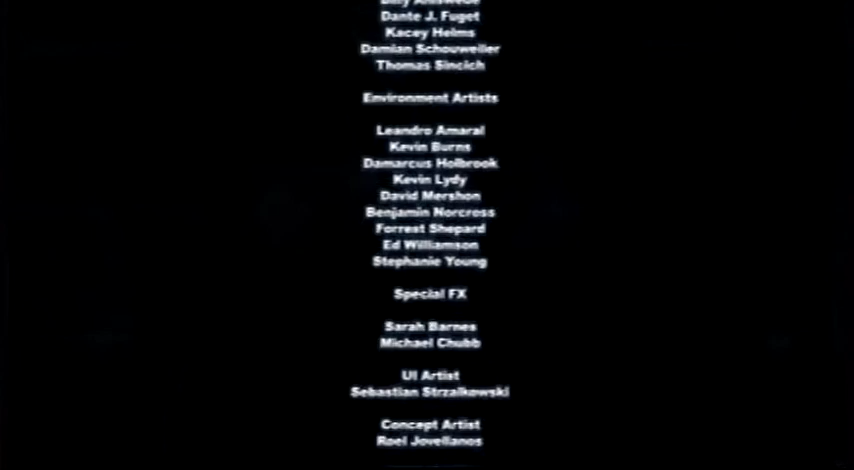 Dante J. Fuget
Kacey Helms
Damian Schouweiler
Thomas Sincich
Environment Artists
Leandro Amaral
Kevin Burns
Damarcus Holbrook
Kevin Lydy
David Mershon
Benjamin Norcross
Forrest Shepard
Ed Williamson
Stephanie Young
Special FX
Sarah Barnes
Michael Chubb
UI Artist
Sebastian Strzalkowski
Concept Artist
Roel Jovellanos